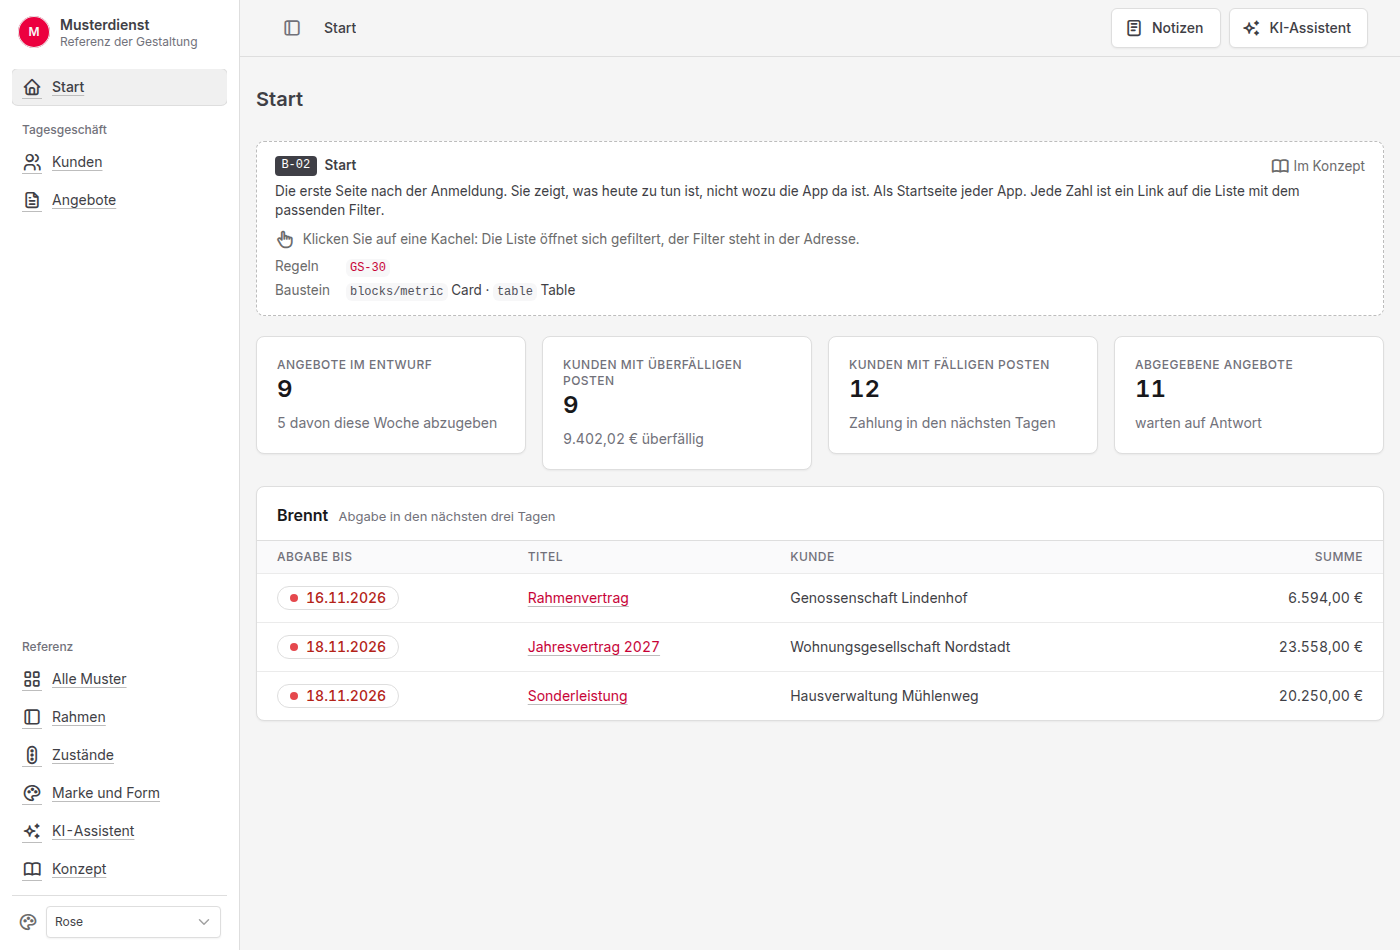 M
Musterdienst
Referenz der Gestaltung
Start
Tagesgeschäft
Kunden
Angebote
Referenz
Alle Muster
Rahmen
Zustände
Marke und Form
KI-Assistent
Konzept
Rose
Start
Notizen
KI-Assistent
Start
B-02 Start
Im Konzept
Die erste Seite nach der Anmeldung. Sie zeigt, was heute zu tun ist, nicht wozu die App da ist. Als Startseite jeder App. Jede Zahl ist ein Link auf die Liste mit dem
passenden Filter.
Klicken Sie auf eine Kachel: Die Liste öffnet sich gefiltert, der Filter steht in der Adresse.
Regeln GS-30
Baustein blocks/metric Card · table Table
ANGEBOTE IM ENTWURF
9
5 davon diese Woche abzugeben
KUNDEN MIT ÜBERFÄLLIGEN
POSTEN
9
9.402,02 € überfällig
KUNDEN MIT FÄLLIGEN POSTEN
12
Zahlung in den nächsten Tagen
ABGEGEBENE ANGEBOTE
11
warten auf Antwort
Brennt Abgabe in den nächsten drei Tagen
ABGABE BIS TITEL KUNDE SUMME
16.11.2026 Rahmenvertrag Genossenschaft Lindenhof 6.594,00 €
18.11.2026 Jahresvertrag 2027 Wohnungsgesellschaft Nordstadt 23.558,00 €
18.11.2026 Sonderleistung Hausverwaltung Mühlenweg 20.250,00 €